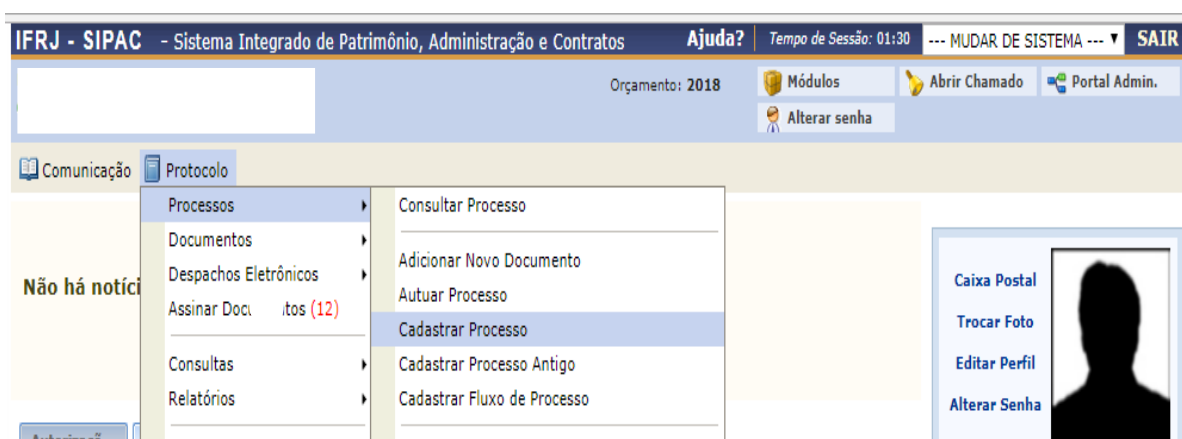 IFRJ - SIPAC - Sistema Integrado de Patrimônio, Administração e Contratos Ajuda? Tempo de Sessão: 01:30 --- MUDAR DE SISTEMA --- SAIR
Orçamento: 2018 Módulos Abrir Chamado Portal Admin.
Alterar senha
Comunicação Protocolo
Processos
Documentos
Despachos Eletrônicos
Assinar Docu tos (12)
Consultas
Relatórios
Consultar Processo
Adicionar Novo Documento
Autuar Processo
Cadastrar Processo
Cadastrar Processo Antigo
Cadastrar Fluxo de Processo
Não há notíci
Caixa Postal
Trocar Foto
Editar Perfil
Alterar Senha